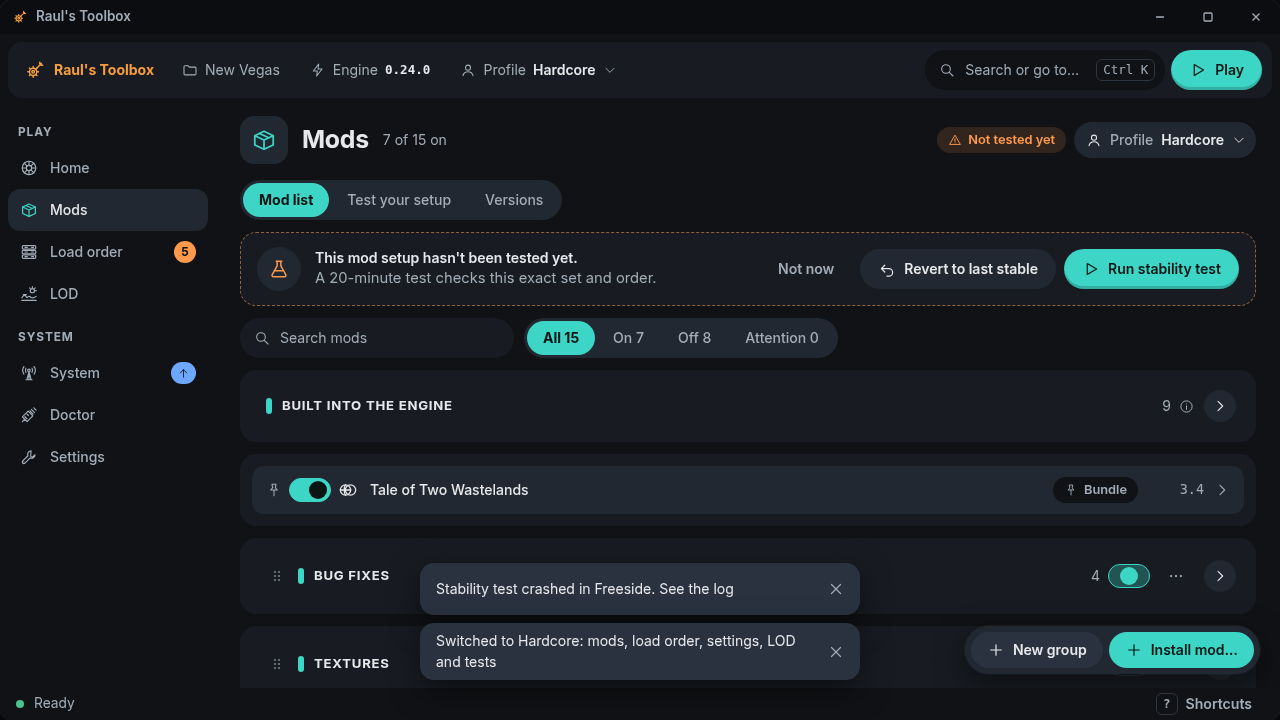 Raul's Toolbox
Raul's Toolbox
New Vegas
Engine 0.24.0
Profile Hardcore
Search or go to...
Ctrl K
Play
PLAY
Home
Mods
Load order
5
LOD
SYSTEM
System
Doctor
Settings
Mods
7 of 15 on
Not tested yet
Profile Hardcore
Mod list
Test your setup
Versions
This mod setup hasn't been tested yet.
A 20-minute test checks this exact set and order.
Not now
Revert to last stable
Run stability test
Search mods
All 15
On 7
Off 8
Attention 0
BUILT INTO THE ENGINE
9
Tale of Two Wastelands
Bundle
3.4
BUG FIXES
4
Stability test crashed in Freeside. See the log
Switched to Hardcore: mods, load order, settings, LOD
and tests
TEXTURES
New group
Install mod...
Ready
?
Shortcuts